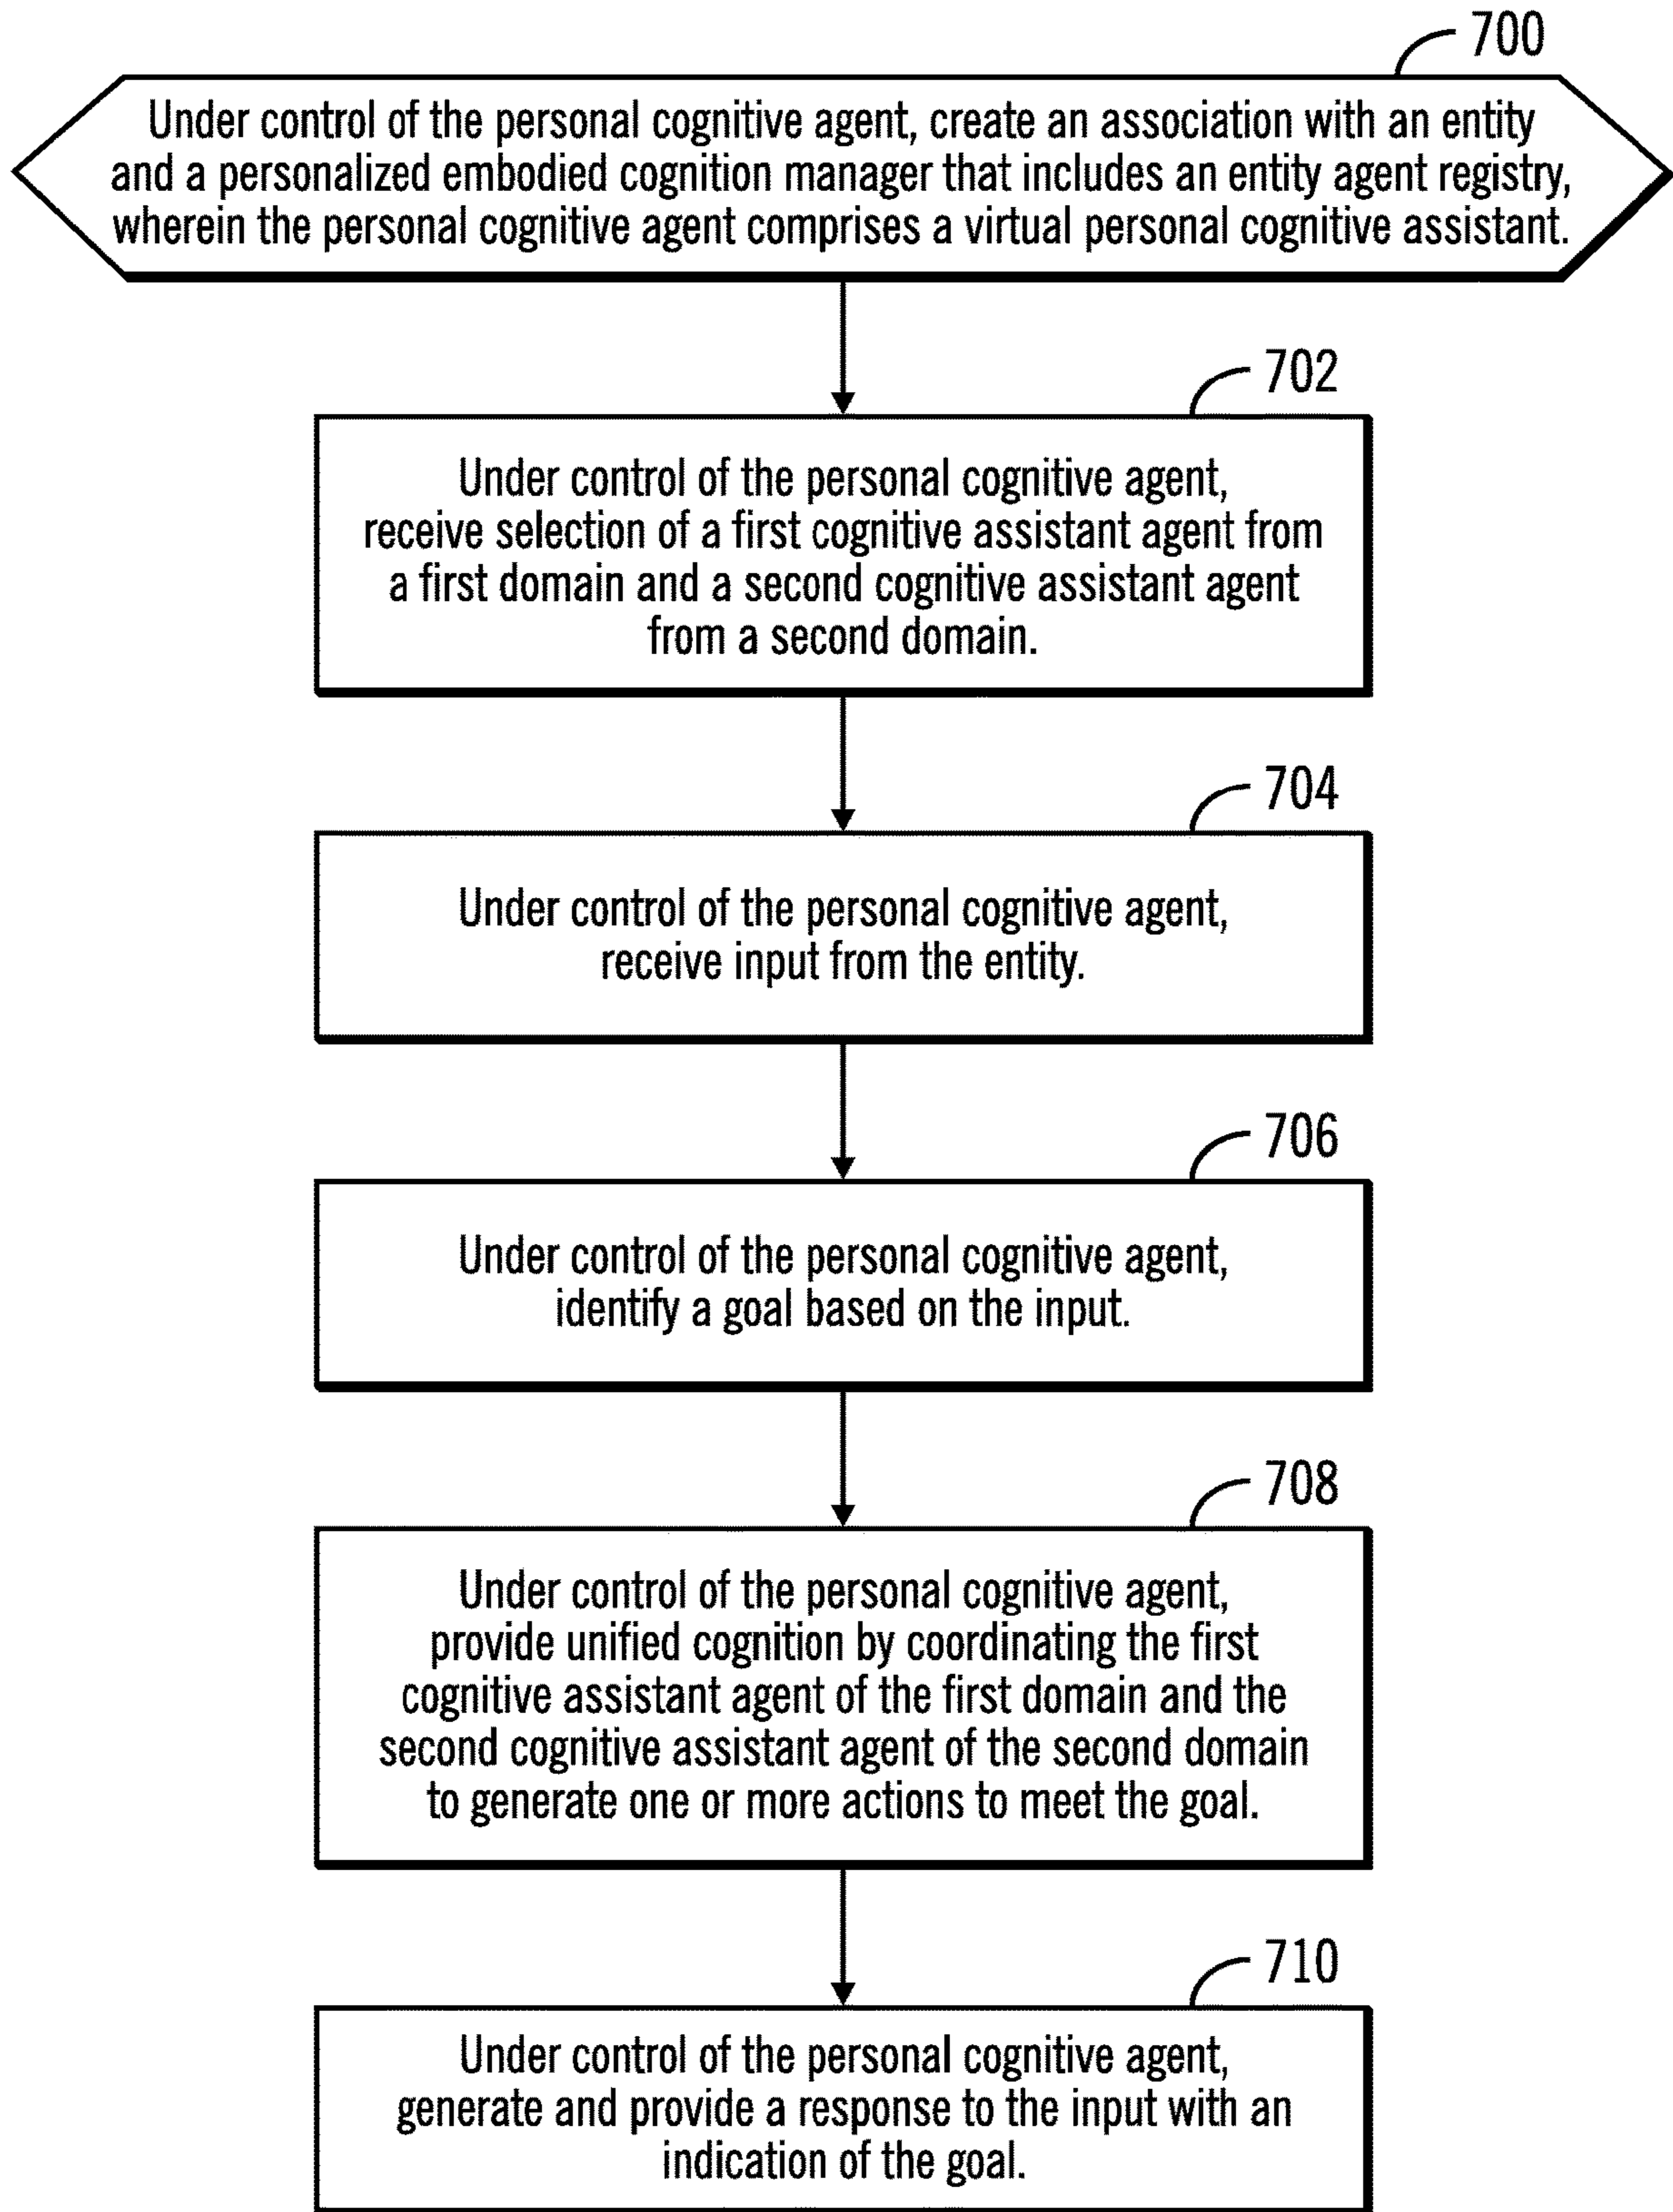 700
Under control of the personal cognitive agent, create an association with an entity
and a personalized embodied cognition manager that includes an entity agent registry,
wherein the personal cognitive agent comprises a virtual personal cognitive assistant.
702
Under control of the personal cognitive agent,
receive selection of a first cognitive assistant agent from
a first domain and a second cognitive assistant agent
from a second domain.
704
Under control of the personal cognitive agent,
receive input from the entity.
706
Under control of the personal cognitive agent,
identify a goal based on the input.
708
Under control of the personal cognitive agent,
provide unified cognition by coordinating the first
cognitive assistant agent of the first domain and the
second cognitive assistant agent of the second domain
to generate one or more actions to meet the goal.
710
Under control of the personal cognitive agent,
generate and provide a response to the input with an
indication of the goal.